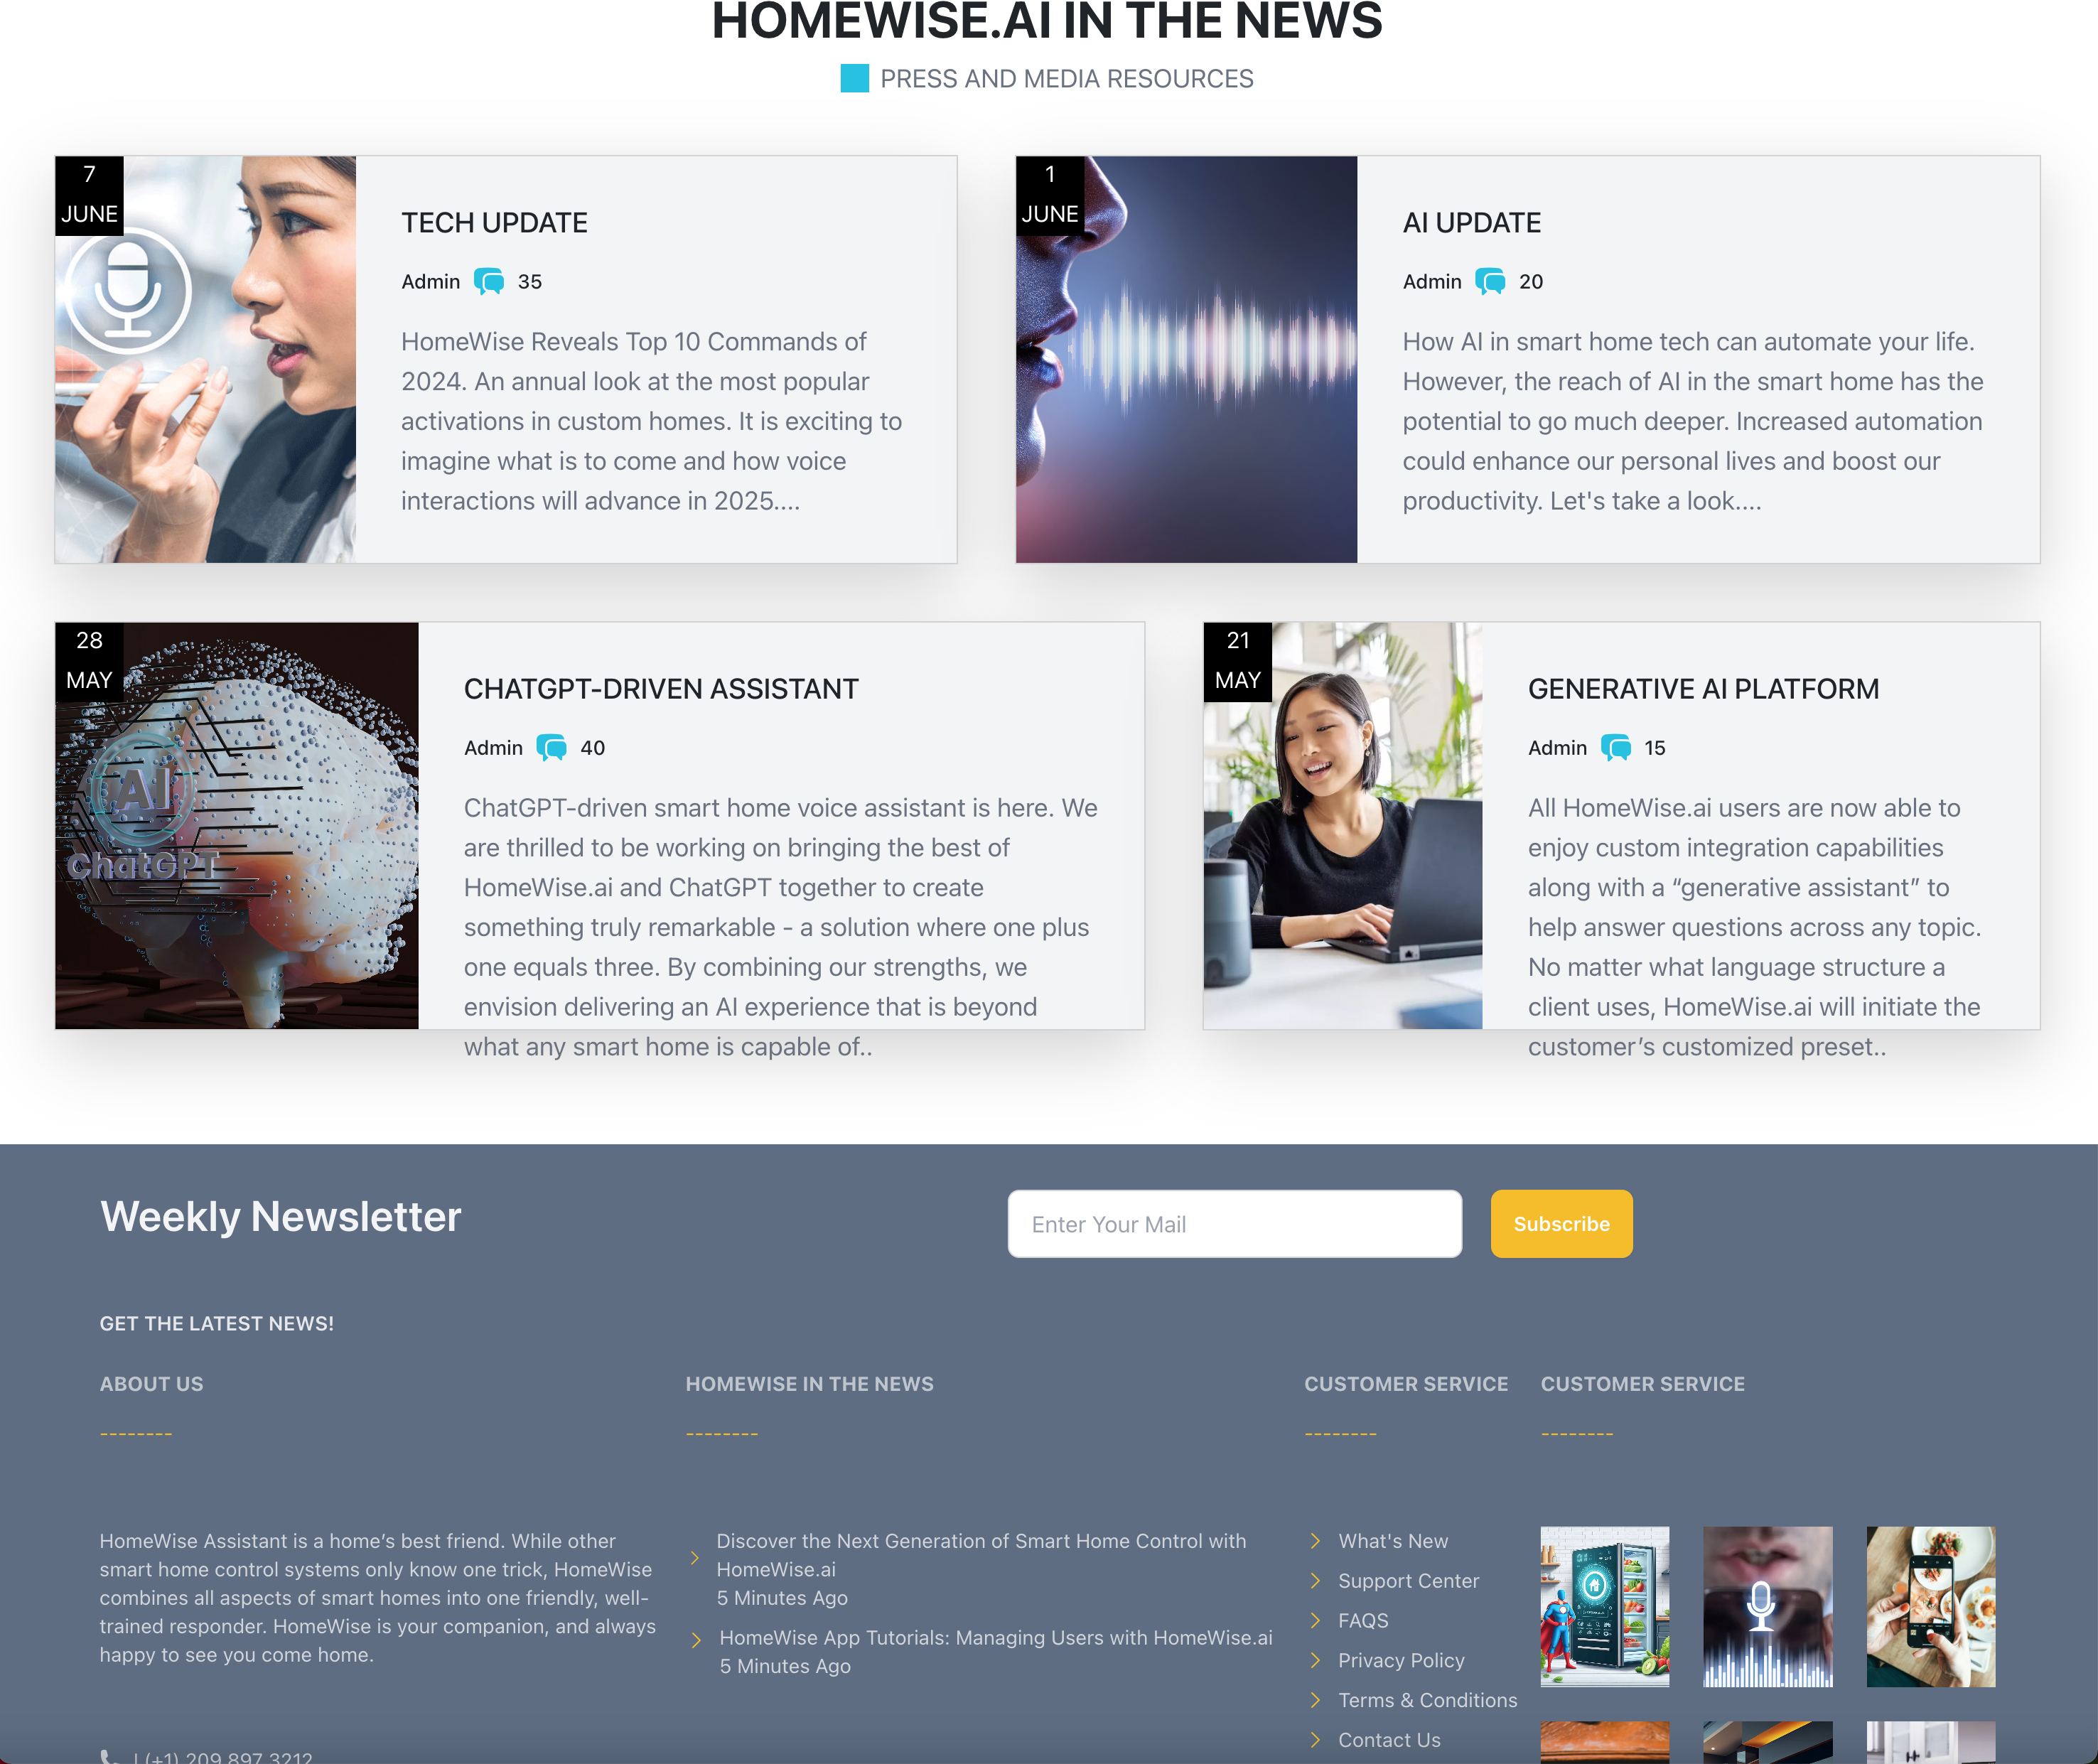 HOMEWISE.AI IN THE NEWS
PRESS AND MEDIA RESOURCES
7
JUNE
TECH UPDATE
Admin 35
HomeWise Reveals Top 10 Commands of
2024. An annual look at the most popular
activations in custom homes. It is exciting to
imagine what is to come and how voice
interactions will advance in 2025....
1
JUNE
AI UPDATE
Admin 20
How AI in smart home tech can automate your life.
However, the reach of AI in the smart home has the
potential to go much deeper. Increased automation
could enhance our personal lives and boost our
productivity. Let's take a look....
28
MAY
AI
ChatGPT
CHATGPT-DRIVEN ASSISTANT
Admin 40
ChatGPT-driven smart home voice assistant is here. We
are thrilled to be working on bringing the best of
HomeWise.ai and ChatGPT together to create
something truly remarkable - a solution where one plus
one equals three. By combining our strengths, we
envision delivering an AI experience that is beyond
what any smart home is capable of..
21
MAY
GENERATIVE AI PLATFORM
Admin 15
All HomeWise.ai users are now able to
enjoy custom integration capabilities
along with a “generative assistant” to
help answer questions across any topic.
No matter what language structure a
client uses, HomeWise.ai will initiate the
customer’s customized preset..
Weekly Newsletter
Enter Your Mail
Subscribe
GET THE LATEST NEWS!
ABOUT US
--------
HomeWise Assistant is a home’s best friend. While other
smart home control systems only know one trick, HomeWise
combines all aspects of smart homes into one friendly, well-
trained responder. HomeWise is your companion, and always
happy to see you come home.
| (+1) 209 897 3212
HOMEWISE IN THE NEWS
--------
Discover the Next Generation of Smart Home Control with
HomeWise.ai
5 Minutes Ago
HomeWise App Tutorials: Managing Users with HomeWise.ai
5 Minutes Ago
CUSTOMER SERVICE
--------
What's New
Support Center
FAQS
Privacy Policy
Terms & Conditions
Contact Us
CUSTOMER SERVICE
--------